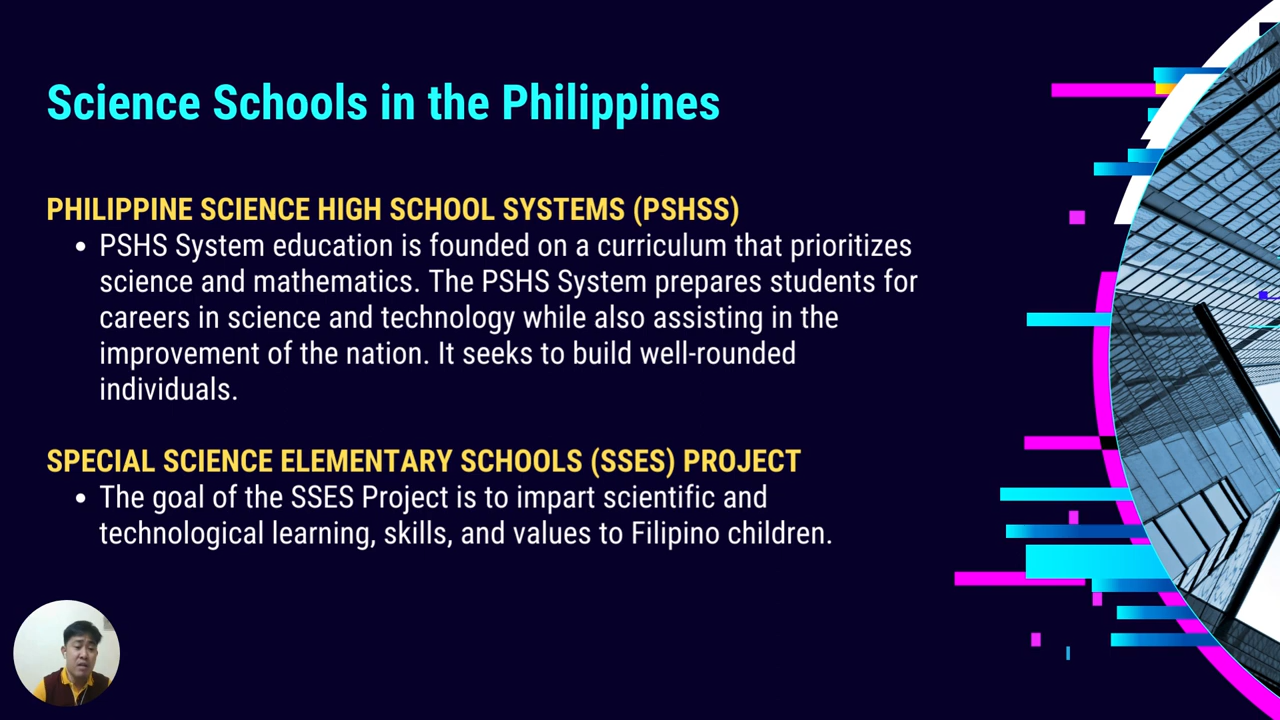 Science Schools in the Philippines
PHILIPPINE SCIENCE HIGH SCHOOL SYSTEMS (PSHSS)
• PSHS System education is founded on a curriculum that prioritizes
science and mathematics. The PSHS System prepares students for
careers in science and technology while also assisting in the
improvement of the nation. It seeks to build well-rounded
individuals.
SPECIAL SCIENCE ELEMENTARY SCHOOLS (SSES) PROJECT
• The goal of the SSES Project is to impart scientific and
technological learning, skills, and values to Filipino children.